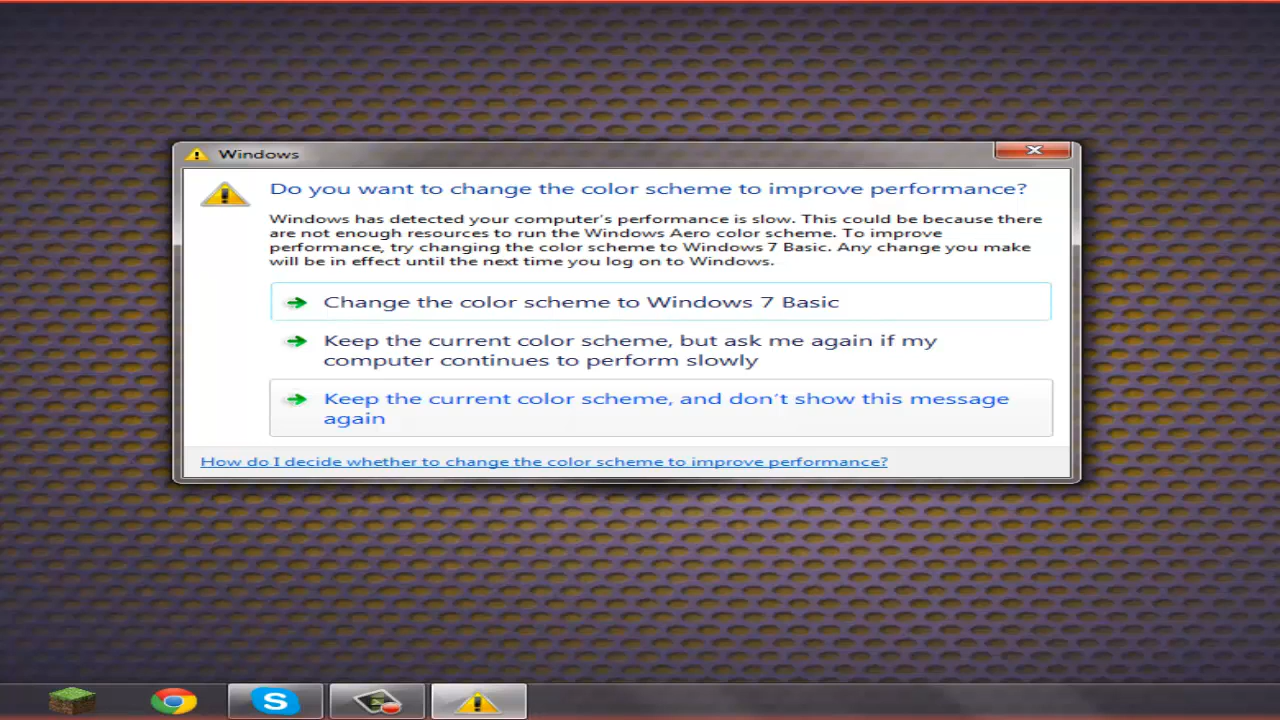 Windows
Do you want to change the color scheme to improve performance?
Windows has detected your computer's performance is slow. This could be because there
are not enough resources to run the Windows Aero color scheme. To improve
performance, try changing the color scheme to Windows 7 Basic. Any change you make
will be in effect until the next time you log on to Windows.
Change the color scheme to Windows 7 Basic
Keep the current color scheme, but ask me again if my
computer continues to perform slowly
Keep the current color scheme, and don't show this message
again
How do I decide whether to change the color scheme to improve performance?